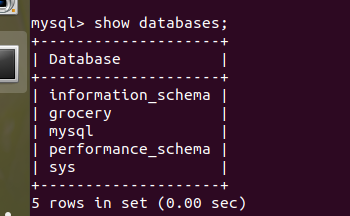 mysql> show databases;
+--------------------+
| Database           |
+--------------------+
| information_schema |
| grocery            |
| mysql              |
| performance_schema |
| sys                |
+--------------------+
5 rows in set (0.00 sec)